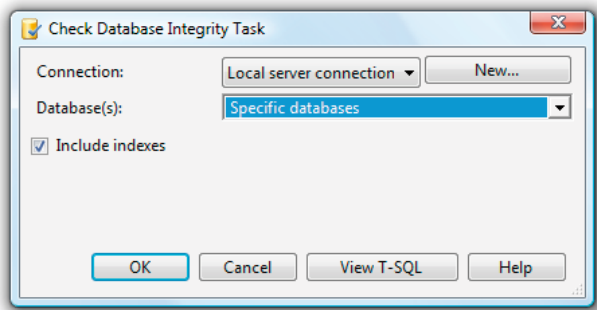 Check Database Integrity Task
Connection: Local server connection New...
Database(s): Specific databases
Include indexes
OK Cancel View T-SQL Help